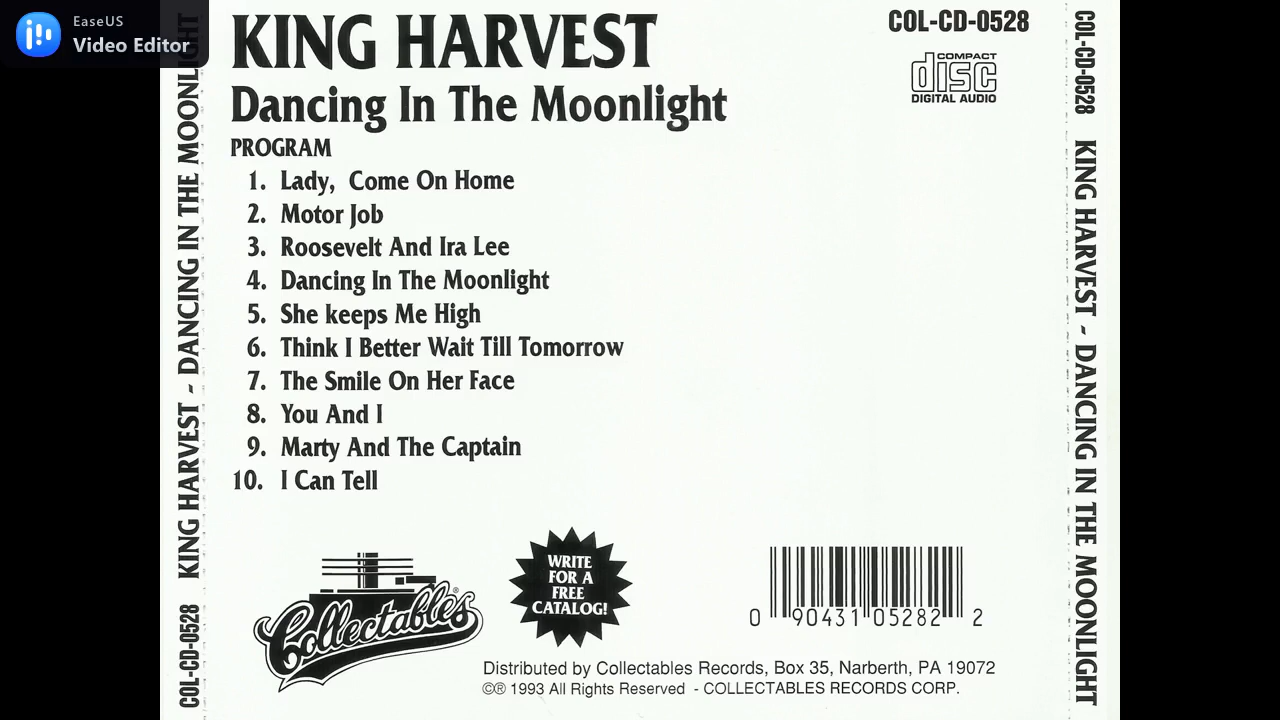 EaseUS
Video Editor
COL-CD-0528 KING HARVEST - DANCING IN THE MOONLIGHT
KING HARVEST
Dancing In The Moonlight
PROGRAM
1. Lady, Come On Home
2. Motor Job
3. Roosevelt And Ira Lee
4. Dancing In The Moonlight
5. She keeps Me High
6. Think I Better Wait Till Tomorrow
7. The Smile On Her Face
8. You And I
9. Marty And The Captain
10. I Can Tell
COL-CD-0528
COMPACT
disc
DIGITAL AUDIO
Collectables®
WRITE
FOR A
FREE
CATALOG!
0 90431 05282 2
Distributed by Collectables Records, Box 35, Narberth, PA 19072
©℗ 1993 All Rights Reserved - COLLECTABLES RECORDS CORP.
COL-CD-0528 KING HARVEST - DANCING IN THE MOONLIGHT